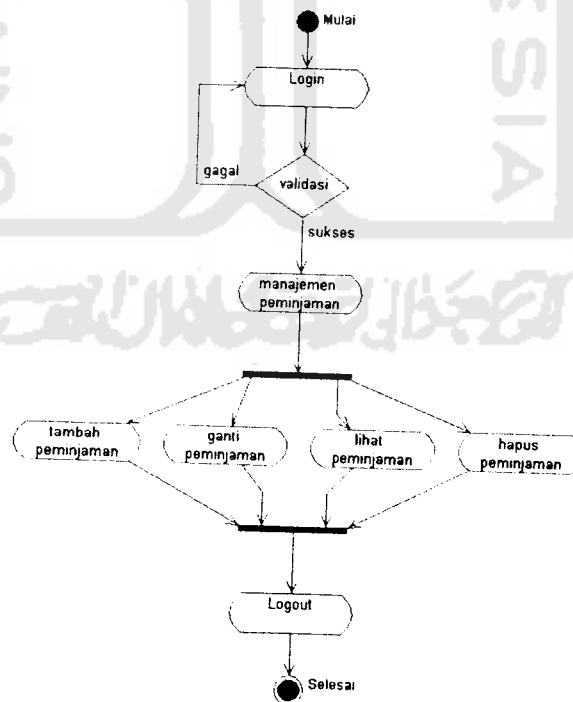 Mulai
Login
gagal
validasi
sukses
manajemen
peminjaman
tambah
peminjaman
ganti
peminjaman
lihat
peminjaman
hapus
peminjaman
Logout
Selesai